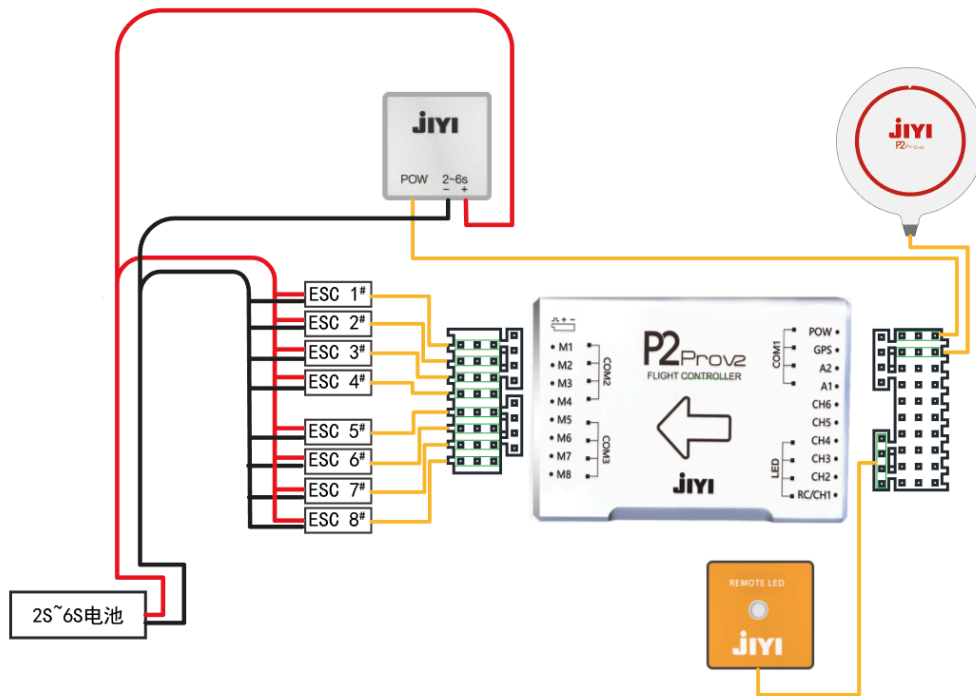 JIYI
POW 2~6s
- +
JIYI
P2Prov2
ESC 1#
ESC 2#
ESC 3#
ESC 4#
ESC 5#
ESC 6#
ESC 7#
ESC 8#
+ -
M1
M2
M3
M4
M5
M6
M7
M8
COM2
COM3
P2Prov2
FLIGHT CONTROLLER
JIYI
COM1
LED
POW
GPS
A2
A1
CH6
CH5
CH4
CH3
CH2
RC/CH1
REMOTE LED
JIYI
2S~6S电池